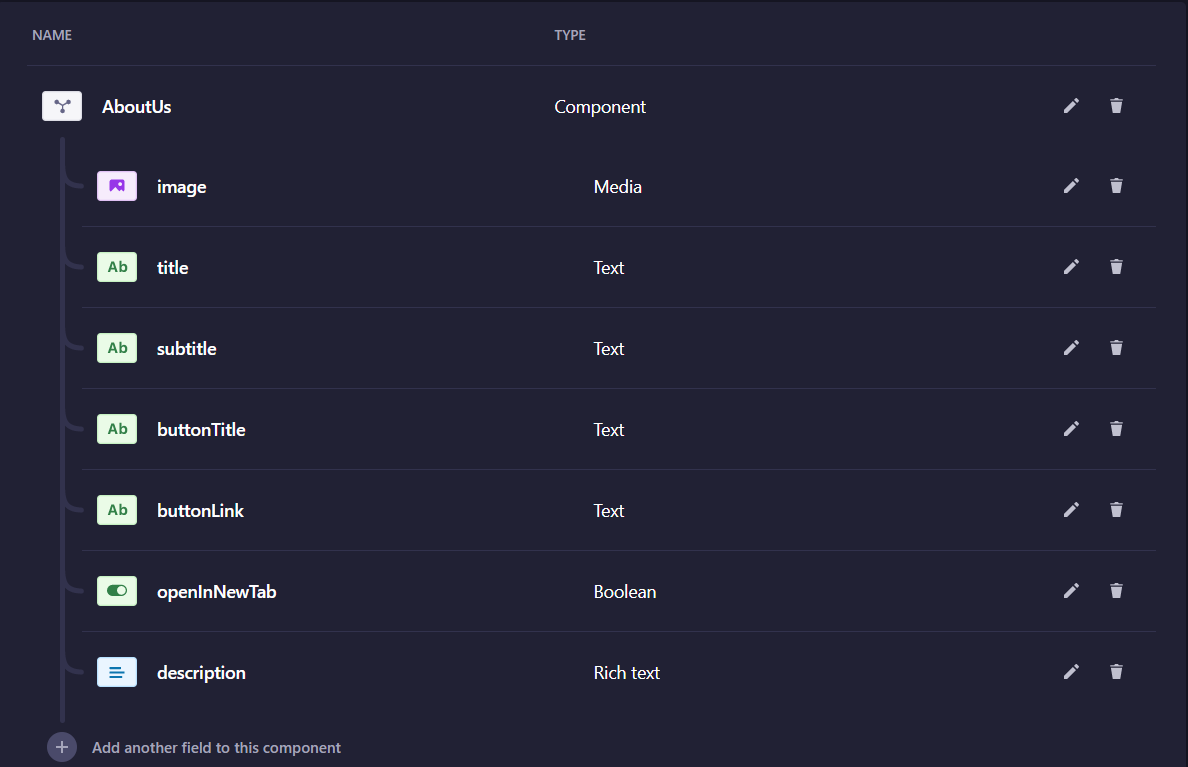 NAME TYPE
AboutUs Component
image Media
Ab title Text
Ab subtitle Text
Ab buttonTitle Text
Ab buttonLink Text
openInNewTab Boolean
description Rich text
Add another field to this component